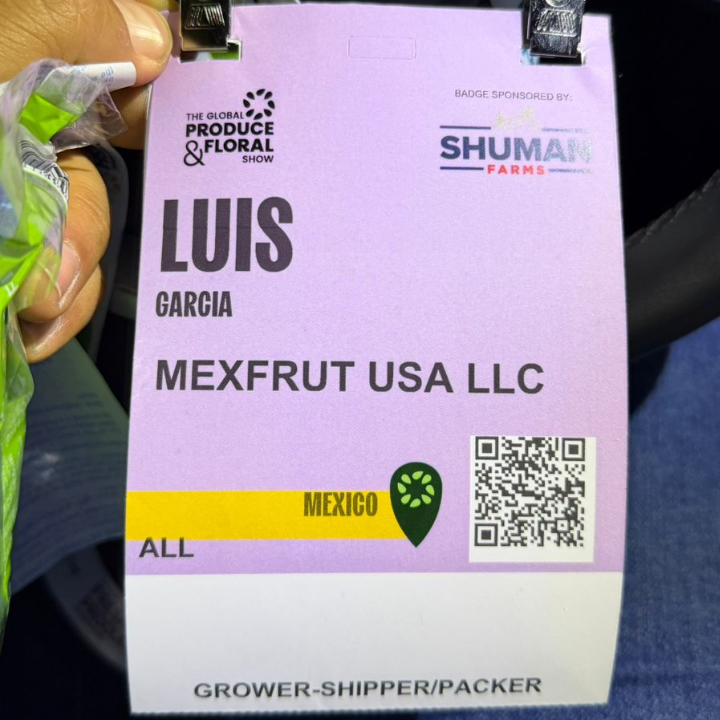 THE GLOBAL
PRODUCE
& FLORAL
SHOW
BADGE SPONSORED BY:
SHUMAN
FARMS
LUIS
GARCIA
MEXFRUT USA LLC
MEXICO
ALL
GROWER-SHIPPER/PACKER